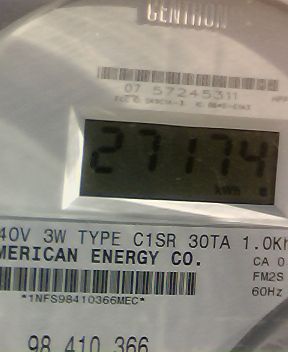 CENTRON
07 57245311
27174
kWh
40V 3W TYPE C1SR 30TA 1.0Kh
MERICAN ENERGY CO.
CA 0
FM2S
60Hz
*1NFS98410366MEC*
98 410 366